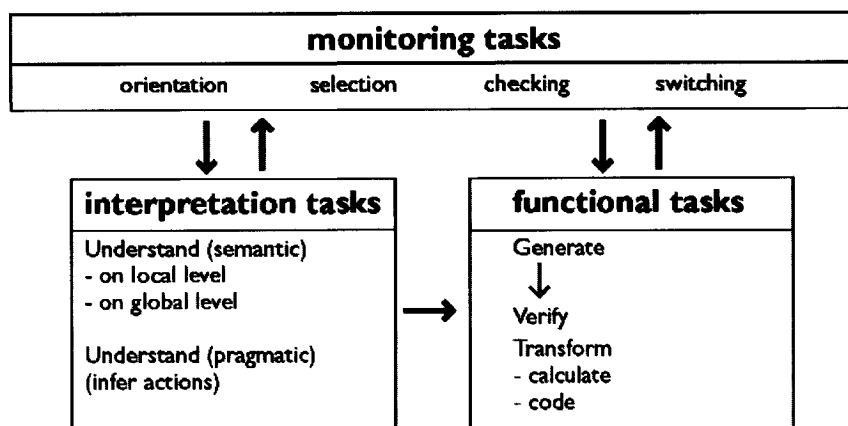 monitoring tasks
orientation selection checking switching
interpretation tasks
Understand (semantic)
- on local level
- on global level
Understand (pragmatic)
(infer actions)
functional tasks
Generate
Verify
Transform
- calculate
- code